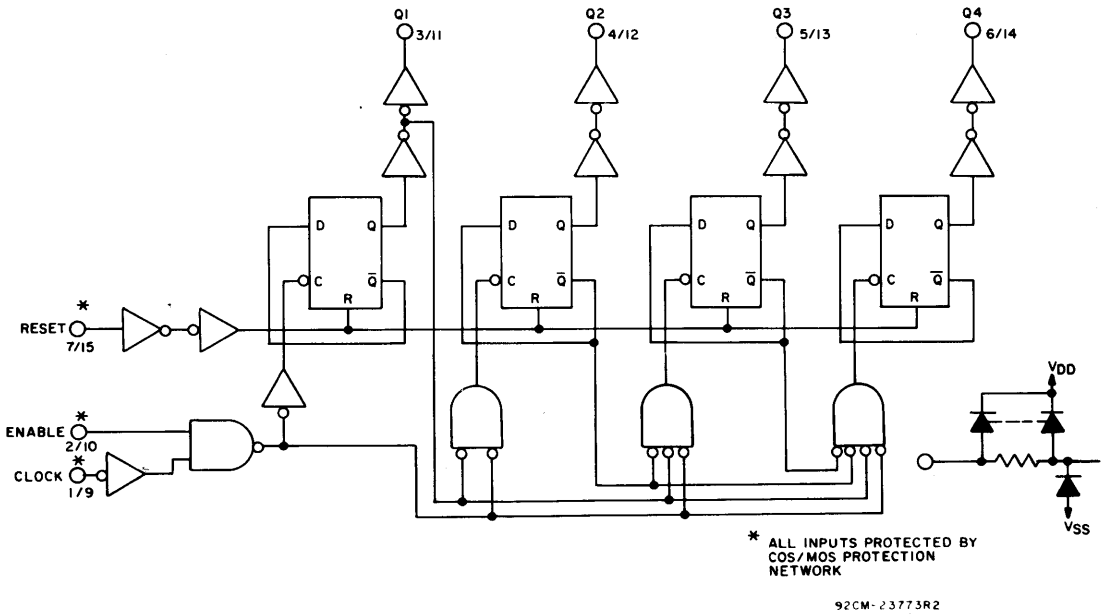 Q1
3/11
Q2
4/12
Q3
5/13
Q4
6/14
D Q
C Q̅
R
D Q
C Q̅
R
D Q
C Q̅
R
D Q
C Q̅
R
*
RESET
7/15
*
ENABLE
2/10
*
CLOCK
1/9
VDD
VSS
* ALL INPUTS PROTECTED BY
COS/MOS PROTECTION
NETWORK
92CM-23773R2